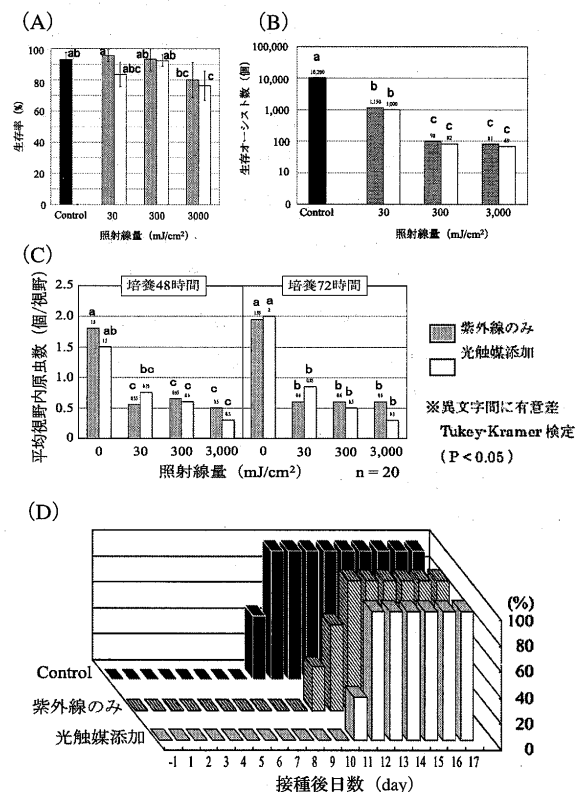 (A)
生存率 (%)
100
80
60
40
20
0
ab
a
abc
ab
ab
bc
c
Control
30
300
3000
照射線量 (mJ/cm²)
(B)
生存オーシスト数 (個)
100,000
10,000
1,000
100
10
0
a
b
b
c
c
c
c
10,200
1,150
1,000
Control
30
300
3,000
照射線量 (mJ/cm²)
(C)
平均視野内原虫数 (個/視野)
2.5
2.0
1.5
1.0
0.5
0
培養48時間
培養72時間
a
ab
c
bc
c
c
c
c
a
a
b
b
b
b
b
b
0
30
300
3,000
0
30
300
3,000
照射線量 (mJ/cm²)
n = 20
紫外線のみ
光触媒添加
※異文字間に有意差
Tukey-Kramer 検定
(P < 0.05)
(D)
(%)
100
80
60
40
20
0
Control
紫外線のみ
光触媒添加
-1 1 2 3 4 5 6 7 8 9 10 11 12 13 14 15 16 17
接種後日数 (day)